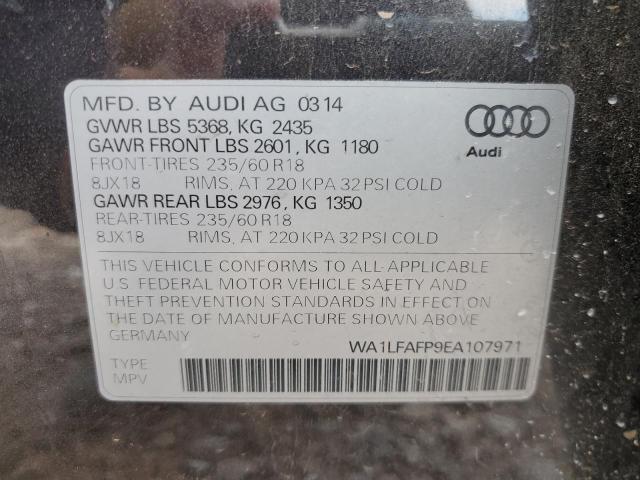 MFD. BY AUDI AG 03 14
GVWR LBS 5368, KG 2435
GAWR FRONT LBS 2601, KG 1180
FRONT-TIRES 235/60 R18
8JX18 RIMS, AT 220 KPA 32 PSI COLD
GAWR REAR LBS 2976, KG 1350
REAR-TIRES 235/60 R18
8JX18 RIMS, AT 220 KPA 32 PSI COLD
Audi
THIS VEHICLE CONFORMS TO ALL APPLICABLE
U.S. FEDERAL MOTOR VEHICLE SAFETY AND
THEFT PREVENTION STANDARDS IN EFFECT ON
THE DATE OF MANUFACTURE SHOWN ABOVE
GERMANY
WA1LFAFP9EA107971
TYPE
MPV